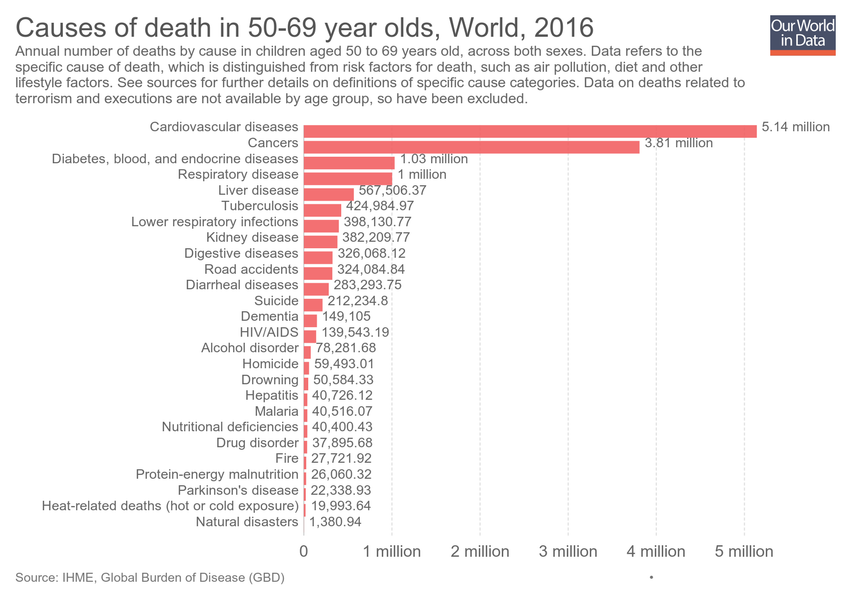 Causes of death in 50-69 year olds, World, 2016
Our World
in Data
Annual number of deaths by cause in children aged 50 to 69 years old, across both sexes. Data refers to the
specific cause of death, which is distinguished from risk factors for death, such as air pollution, diet and other
lifestyle factors. See sources for further details on definitions of specific cause categories. Data on deaths related to
terrorism and executions are not available by age group, so have been excluded.
Cardiovascular diseases 5.14 million
Cancers 3.81 million
Diabetes, blood, and endocrine diseases 1.03 million
Respiratory disease 1 million
Liver disease 567,506.37
Tuberculosis 424,984.97
Lower respiratory infections 398,130.77
Kidney disease 382,209.77
Digestive diseases 326,068.12
Road accidents 324,084.84
Diarrheal diseases 283,293.75
Suicide 212,234.8
Dementia 149,105
HIV/AIDS 139,543.19
Alcohol disorder 78,281.68
Homicide 59,493.01
Drowning 50,584.33
Hepatitis 40,726.12
Malaria 40,516.07
Nutritional deficiencies 40,400.43
Drug disorder 37,895.68
Fire 27,721.92
Protein-energy malnutrition 26,060.32
Parkinson's disease 22,338.93
Heat-related deaths (hot or cold exposure) 19,993.64
Natural disasters 1,380.94
0 1 million 2 million 3 million 4 million 5 million
Source: IHME, Global Burden of Disease (GBD)